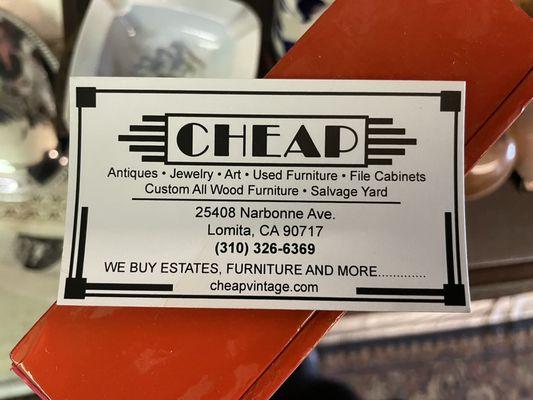 CHEAP
Antiques • Jewelry • Art • Used Furniture • File Cabinets
Custom All Wood Furniture • Salvage Yard
25408 Narbonne Ave.
Lomita, CA 90717
(310) 326-6369
WE BUY ESTATES, FURNITURE AND MORE.............
cheapvintage.com